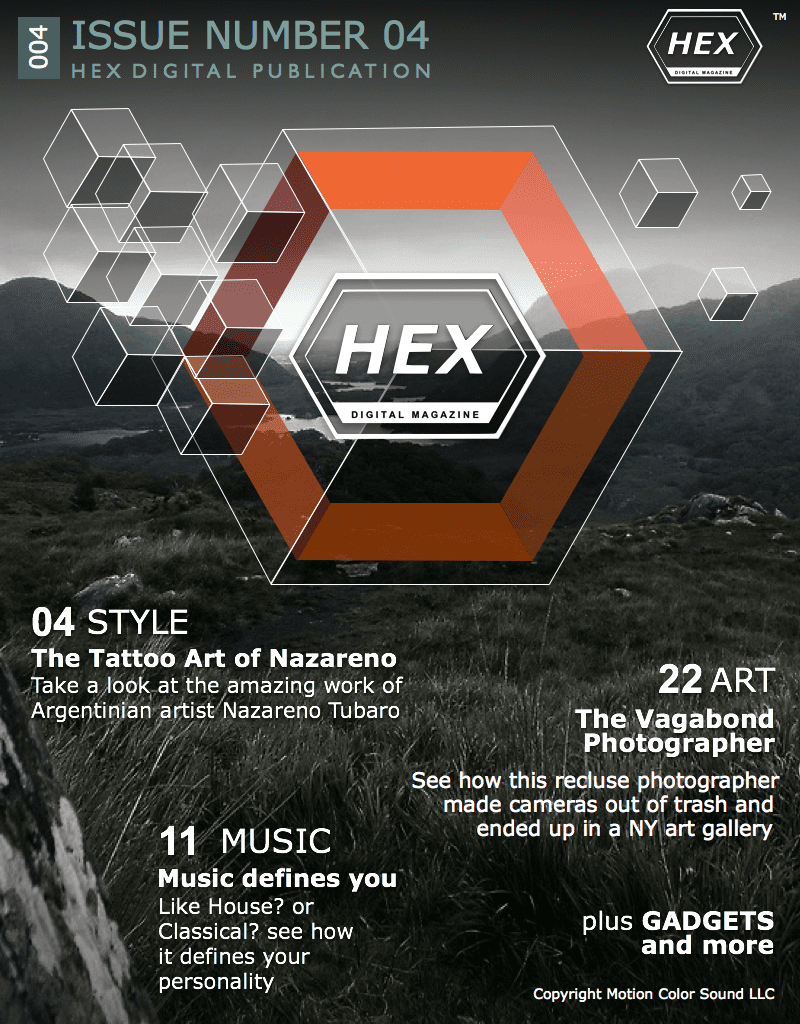 004
ISSUE NUMBER 04
HEX DIGITAL PUBLICATION
HEX
DIGITAL MAGAZINE
TM
HEX
DIGITAL MAGAZINE
04 STYLE
The Tattoo Art of Nazareno
Take a look at the amazing work of
Argentinian artist Nazareno Tubaro
22 ART
The Vagabond
Photographer
See how this recluse photographer
made cameras out of trash and
ended up in a NY art gallery
11 MUSIC
Music defines you
Like House? or
Classical? see how
it defines your
personality
plus GADGETS
and more
Copyright Motion Color Sound LLC